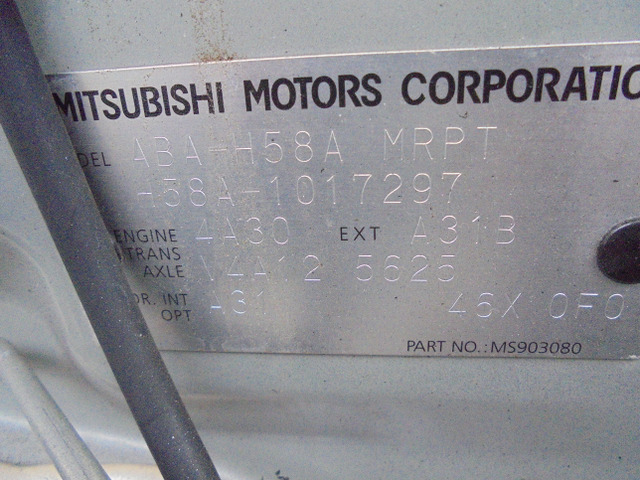 MITSUBISHI MOTORS CORPORATIO
DEL ABA-H58A MRPT
H58A-1017297
ENGINE 4A30 EXT A31B
TRANS
AXLE V4A12 5625
OR. INT A31
OPT 46X 0F0
PART NO.: MS903080